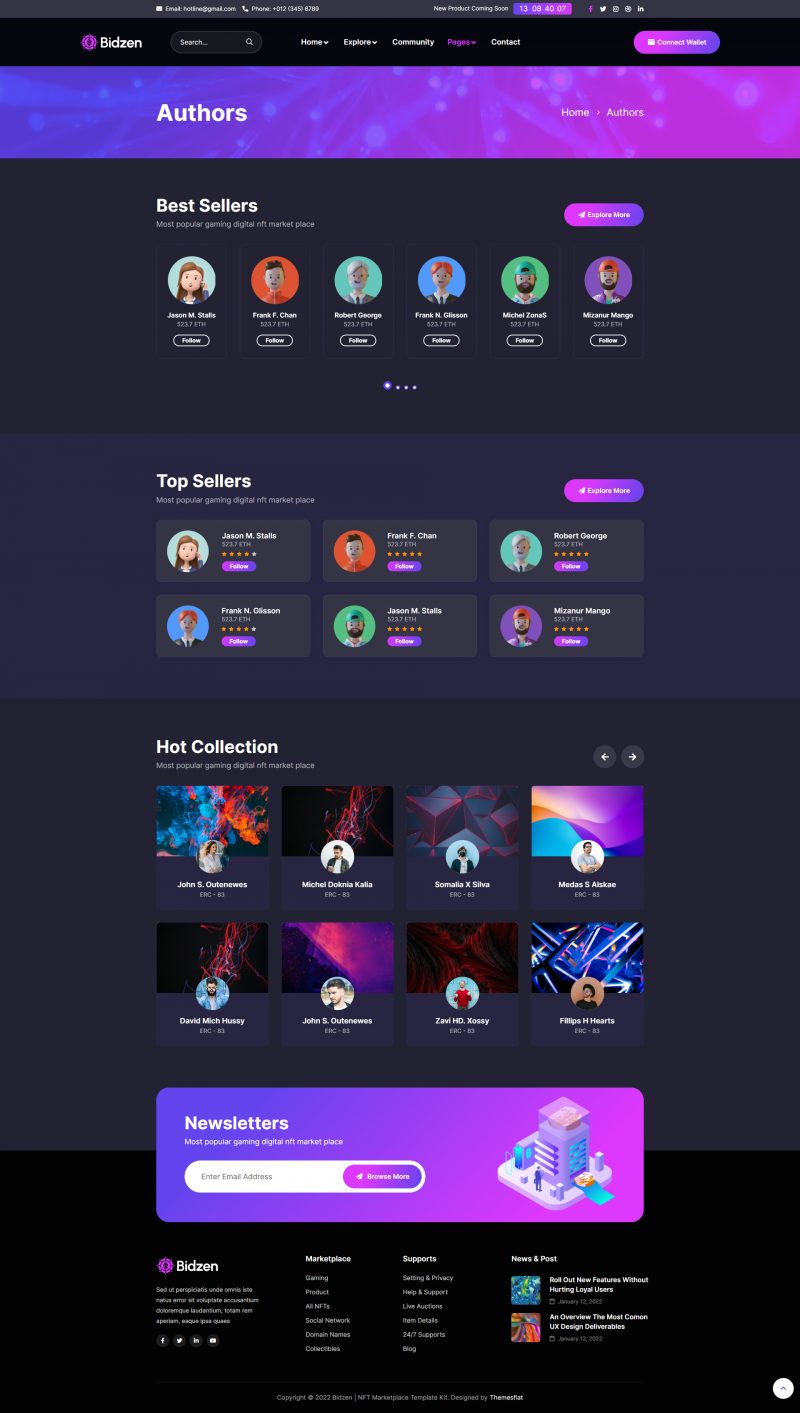 Email: hotline@gmail.com Phone: +012 (345) 6789 New Product Coming Soon 13 08 40 07
Bidzen Search... Home Explore Community Pages Contact Connect Wallet
Authors Home > Authors
Best Sellers
Most popular gaming digital nft market place
Explore More
Jason M. Stalls Frank F. Chan Robert George Frank N. Glisson Michel ZonaS Mizanur Mango
523.7 ETH 523.7 ETH 523.7 ETH 523.7 ETH 523.7 ETH 523.7 ETH
Follow Follow Follow Follow Follow Follow
Top Sellers
Most popular gaming digital nft market place
Explore More
Jason M. Stalls Frank F. Chan Robert George
523.7 ETH 523.7 ETH 523.7 ETH
Follow Follow Follow
Frank N. Glisson Jason M. Stalls Mizanur Mango
523.7 ETH 523.7 ETH 523.7 ETH
Follow Follow Follow
Hot Collection
Most popular gaming digital nft market place
John S. Outenewes Michel Doknia Kalia Somalia X Silva Medas S Alskae
ERC - 83 ERC - 83 ERC - 83 ERC - 83
David Mich Hussy John S. Outenewes Zavi HD. Xossy Fillips H Hearts
ERC - 83 ERC - 83 ERC - 83 ERC - 83
Newsletters
Most popular gaming digital nft market place
Enter Email Address Browse More
Bidzen
Sed ut perspiciatis unde omnis iste
natus error sit voluptate accusantium
doloremque laudantium, totam rem
aperiam, eaque ipsa quaes
Marketplace
Gaming
Product
All NFTs
Social Network
Domain Names
Collectibles
Supports
Setting & Privacy
Help & Support
Live Auctions
Item Details
24/7 Supports
Blog
News & Post
Roll Out New Features Without
Hurting Loyal Users
January 12, 2022
An Overview The Most Comon
UX Design Deliverables
January 12, 2022
Copyright © 2022 Bidzen | NFT Marketplace Template Kit. Designed by Themesflat